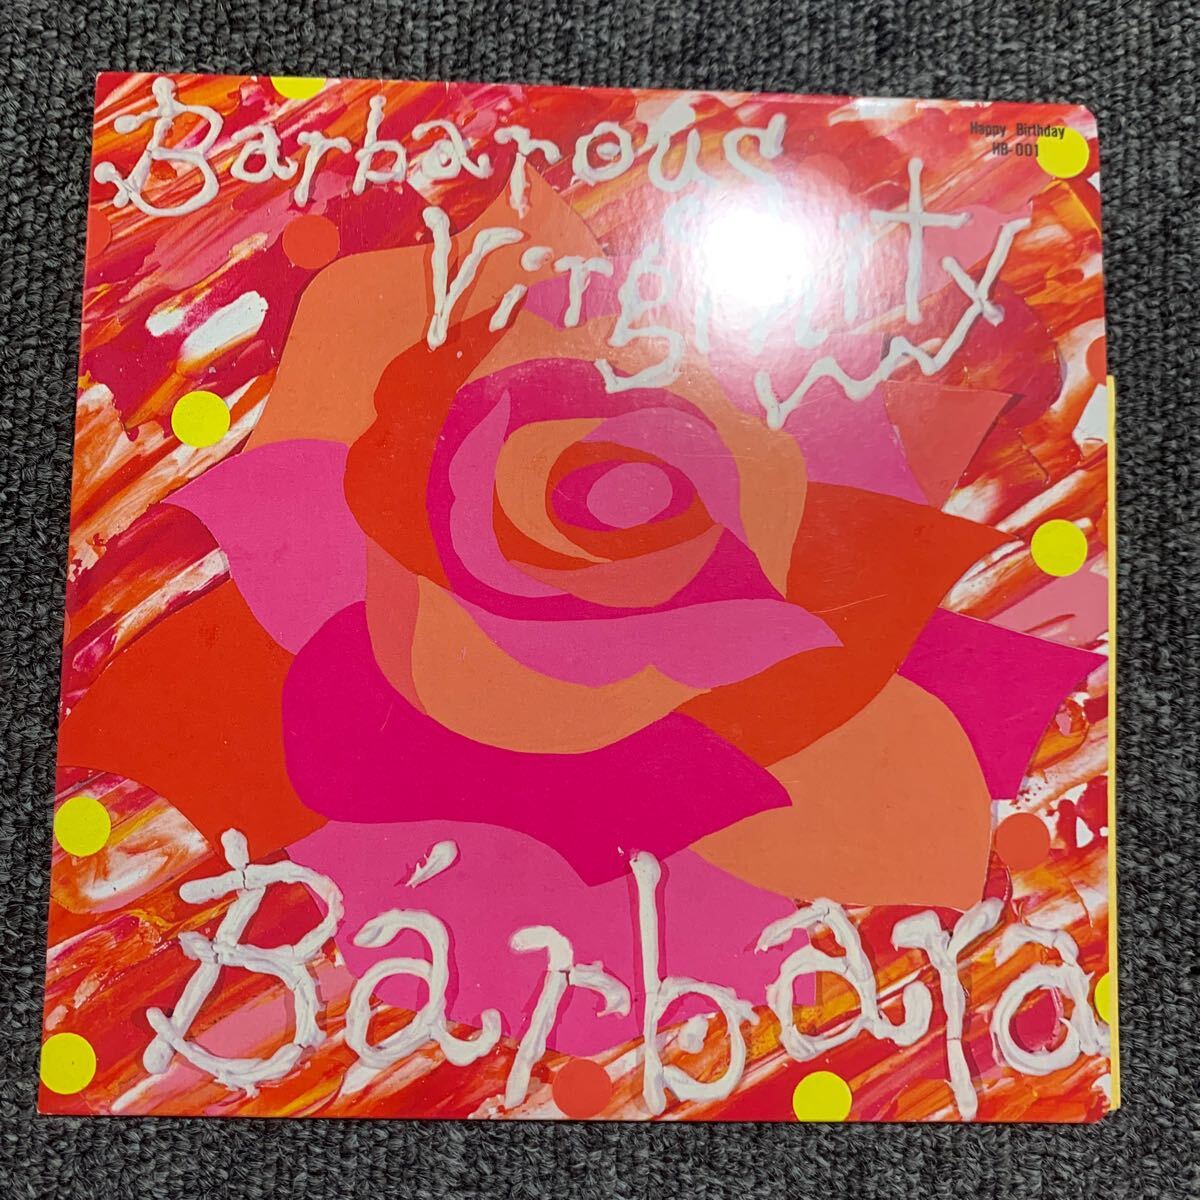 Barbarous
Happy Birthday
HB-001
Virginity
Bárbara